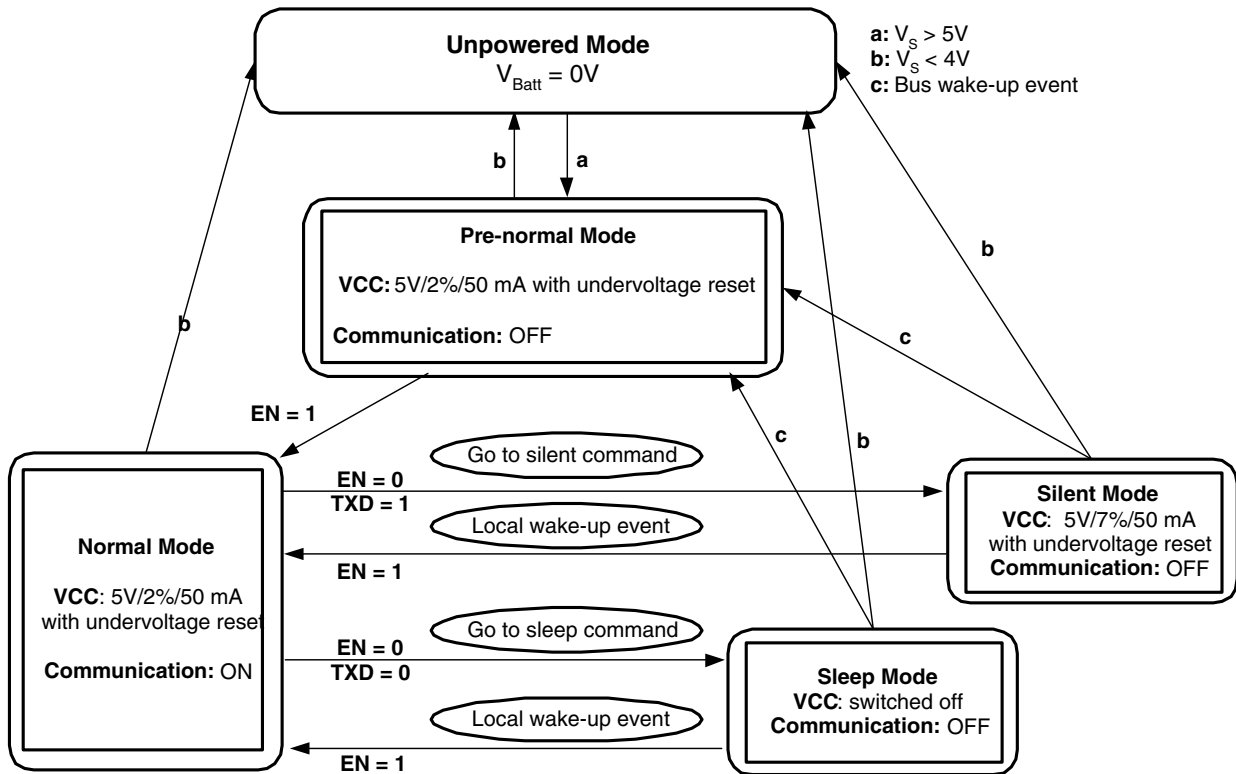 Unpowered Mode
V_Batt = 0V
a: V_S > 5V
b: V_S < 4V
c: Bus wake-up event
b
a
Pre-normal Mode
VCC: 5V/2%/50 mA with undervoltage reset
Communication: OFF
b
b
c
EN = 1
c
b
Go to silent command
EN = 0
TXD = 1
Local wake-up event
EN = 1
Silent Mode
VCC: 5V/7%/50 mA
with undervoltage reset
Communication: OFF
Normal Mode
VCC: 5V/2%/50 mA
with undervoltage reset
Communication: ON
Go to sleep command
EN = 0
TXD = 0
Local wake-up event
EN = 1
Sleep Mode
VCC: switched off
Communication: OFF